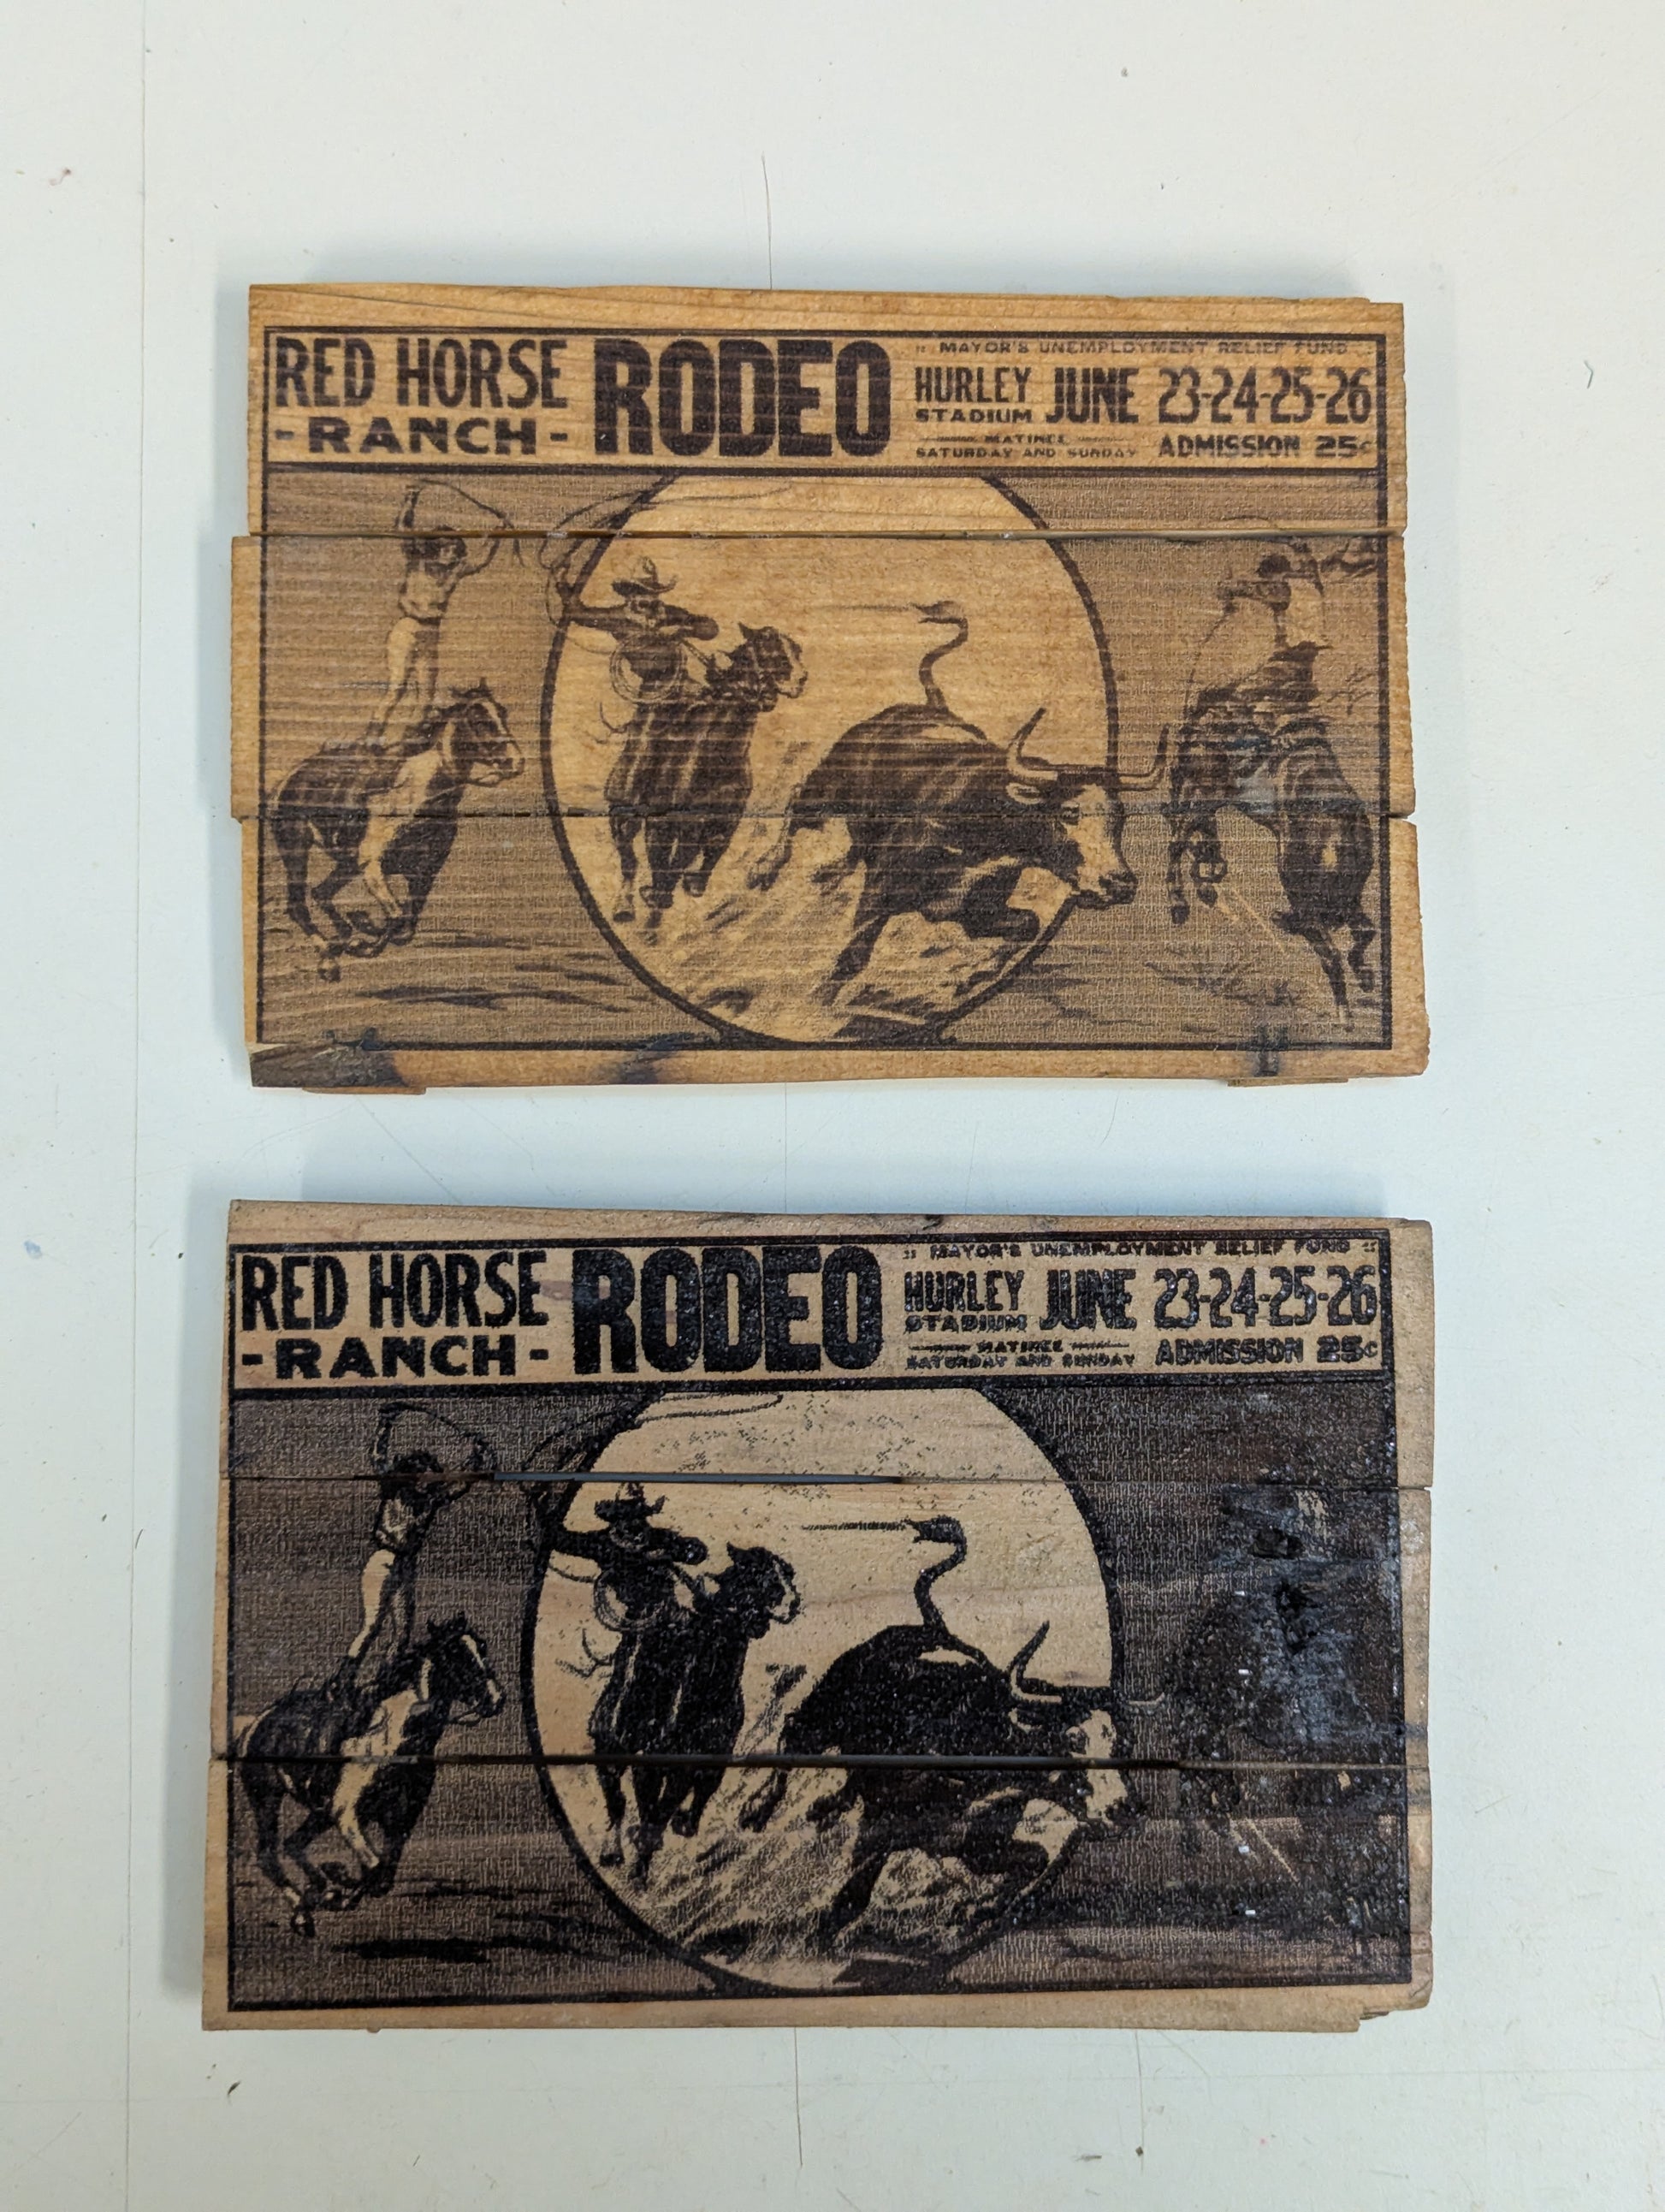 RED HORSE
-RANCH-
RODEO
:: MAYOR'S UNEMPLOYMENT RELIEF FUND ::
HURLEY
STADIUM
JUNE 23-24-25-26
MATINEE
SATURDAY AND SUNDAY
ADMISSION 25c
RED HORSE
-RANCH-
RODEO
:: MAYOR'S UNEMPLOYMENT RELIEF FUND ::
HURLEY
STADIUM
JUNE 23-24-25-26
MATINEE
SATURDAY AND SUNDAY
ADMISSION 25c